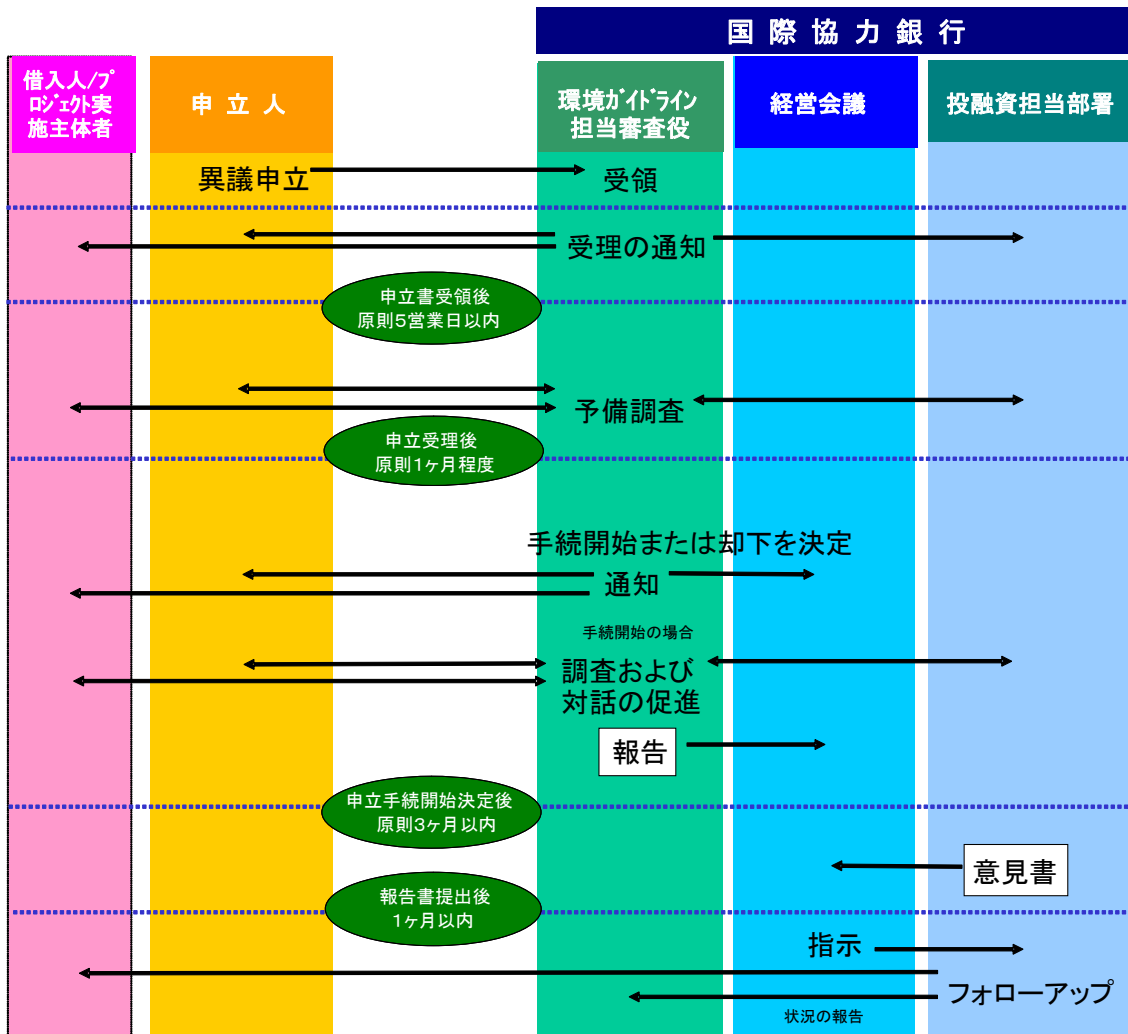 国際協力銀行
借入人/プ
ロジェクト実
施主体者
申立人
環境ガイドライン
担当審査役
経営会議
投融資担当部署
異議申立
受領
受理の通知
申立書受領後
原則5営業日以内
予備調査
申立受理後
原則1ヶ月程度
手続開始または却下を決定
通知
手続開始の場合
調査および
対話の促進
報告
申立手続開始決定後
原則3ヶ月以内
意見書
報告書提出後
1ヶ月以内
指示
フォローアップ
状況の報告